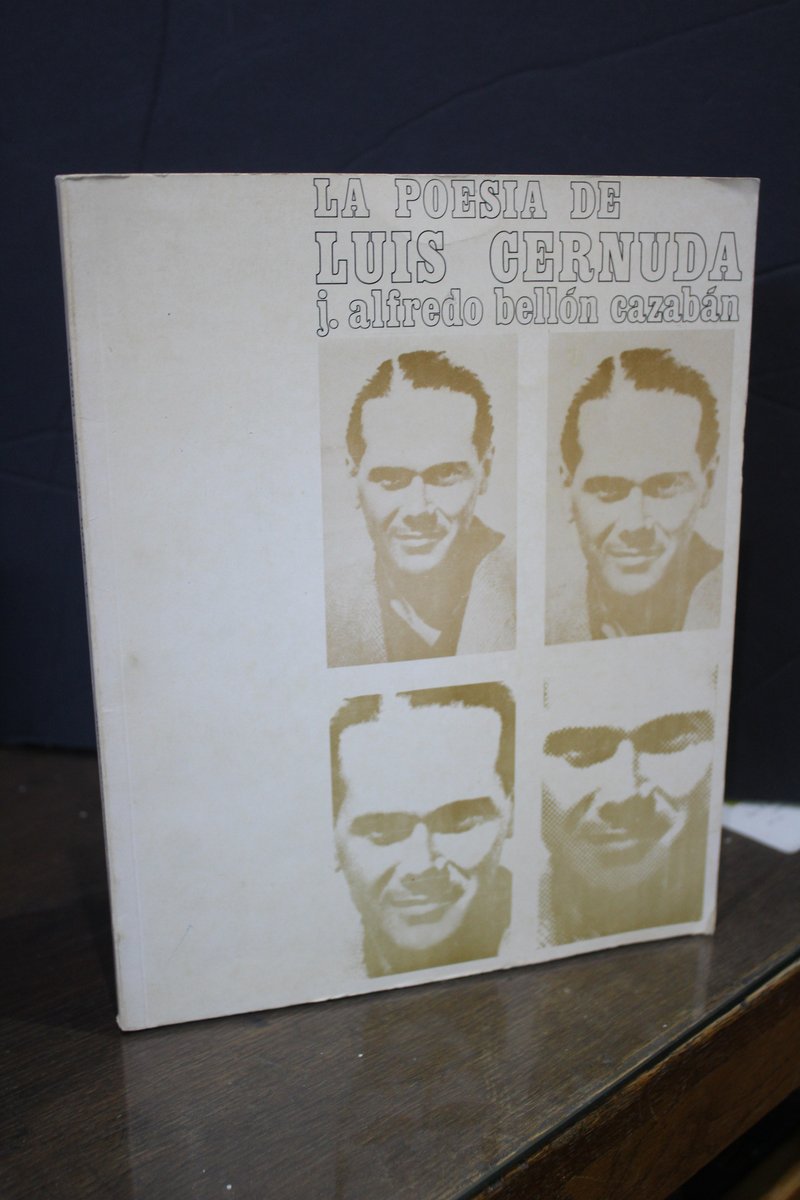 LA POESIA DE
LUIS CERNUDA
j. alfredo bellón cazabán